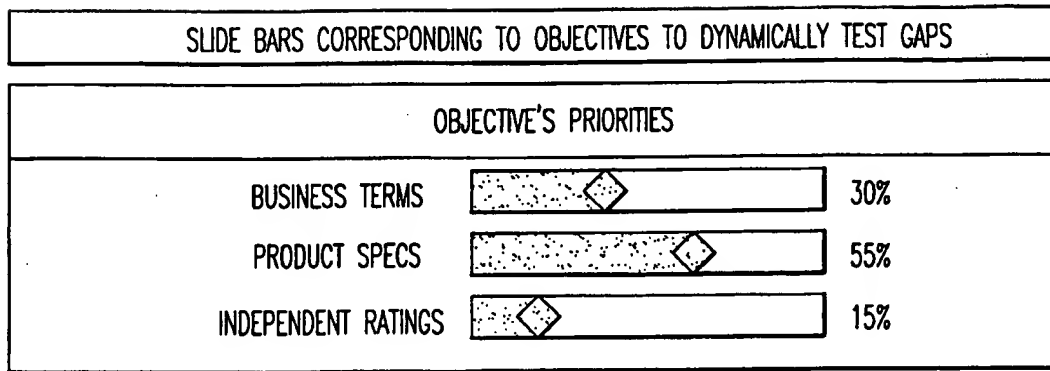 SLIDE BARS CORRESPONDING TO OBJECTIVES TO DYNAMICALLY TEST GAPS
OBJECTIVE'S PRIORITIES
BUSINESS TERMS 30%
PRODUCT SPECS 55%
INDEPENDENT RATINGS 15%